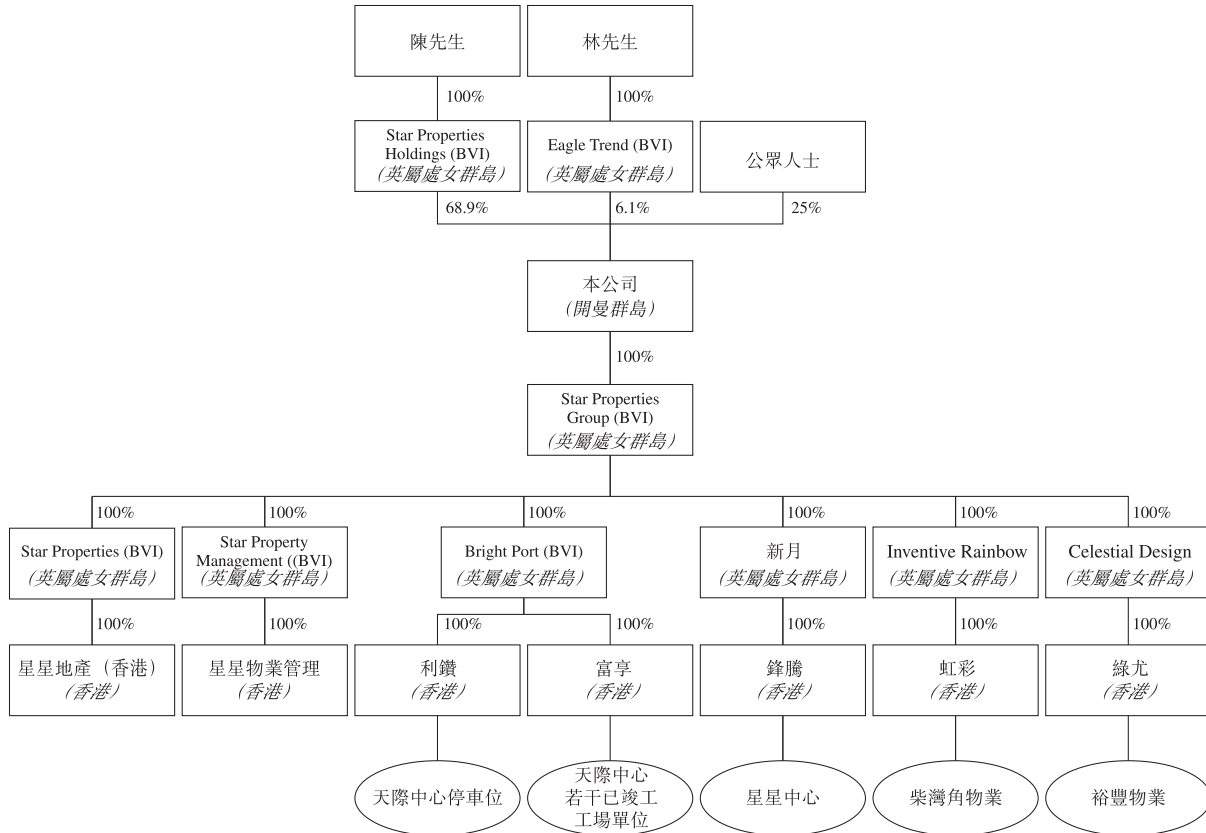 陳先生
林先生
100%
100%
Star Properties
Holdings (BVI)
(英屬處女群島)
Eagle Trend (BVI)
(英屬處女群島)
公眾人士
68.9%
6.1%
25%
本公司
(開曼群島)
100%
Star Properties
Group (BVI)
(英屬處女群島)
100%
100%
100%
100%
100%
100%
Star Properties (BVI)
(英屬處女群島)
Star Property
Management ((BVI)
(英屬處女群島)
Bright Port (BVI)
(英屬處女群島)
新月
(英屬處女群島)
Inventive Rainbow
(英屬處女群島)
Celestial Design
(英屬處女群島)
100%
100%
100%
100%
100%
100%
100%
星星地產（香港）
(香港)
星星物業管理
(香港)
利鑽
(香港)
富享
(香港)
鋒騰
(香港)
虹彩
(香港)
綠尤
(香港)
天際中心停車位
天際中心
若干已竣工
工場單位
星星中心
柴灣角物業
裕豐物業